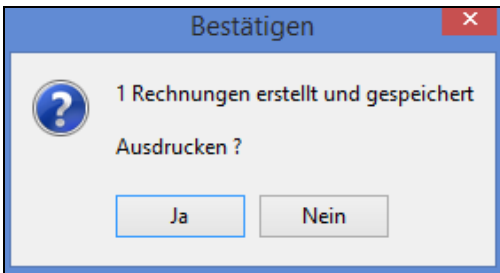 Bestätigen
1 Rechnungen erstellt und gespeichert
Ausdrucken ?
Ja
Nein